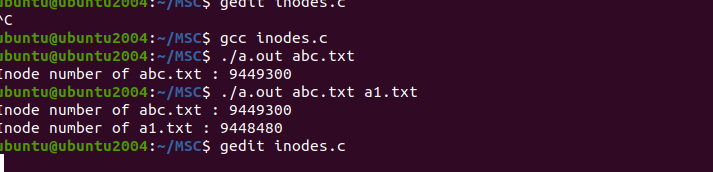 ubuntu@ubuntu2004:~/MSC$ gedit inodes.c
^C
ubuntu@ubuntu2004:~/MSC$ gcc inodes.c
ubuntu@ubuntu2004:~/MSC$ ./a.out abc.txt
Inode number of abc.txt : 9449300
ubuntu@ubuntu2004:~/MSC$ ./a.out abc.txt a1.txt
Inode number of abc.txt : 9449300
Inode number of a1.txt : 9448480
ubuntu@ubuntu2004:~/MSC$ gedit inodes.c